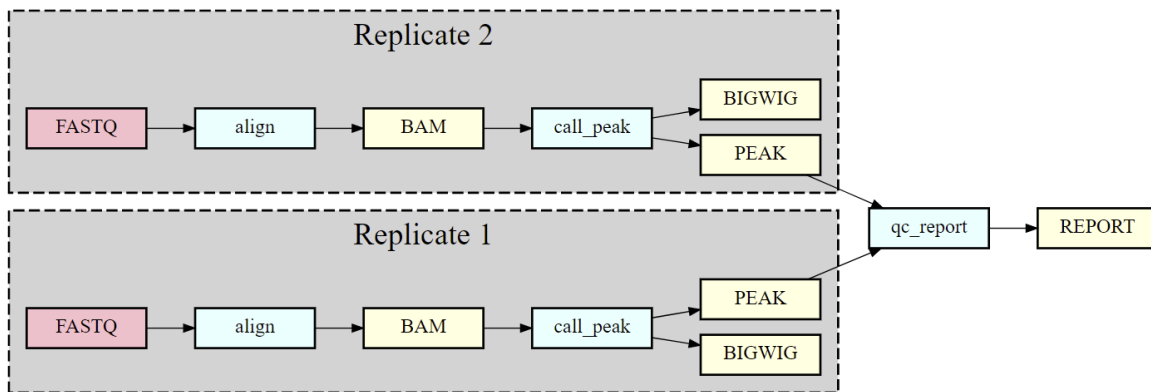 Replicate 2
FASTQ
align
BAM
call_peak
BIGWIG
PEAK
Replicate 1
FASTQ
align
BAM
call_peak
PEAK
BIGWIG
qc_report
REPORT